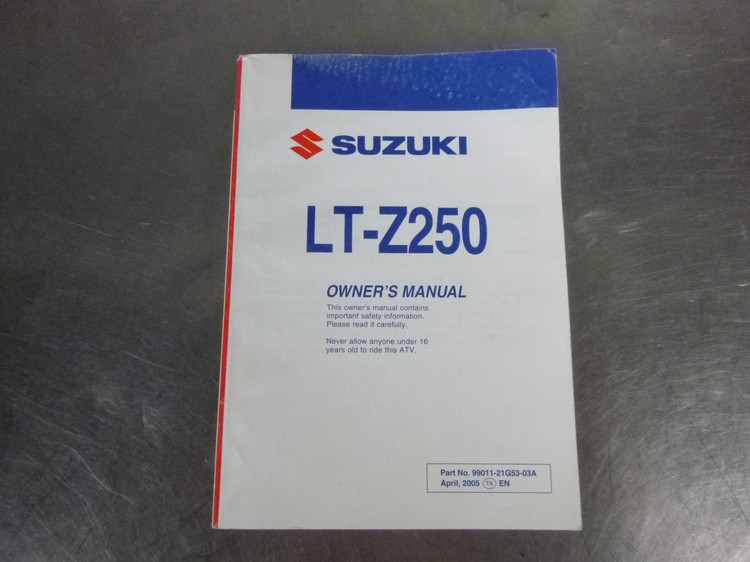 SUZUKI
LT-Z250
OWNER'S MANUAL
This owner's manual contains
important safety information.
Please read it carefully.
Never allow anyone under 16
years old to ride this ATV.
Part No. 99011-21G53-03A
April, 2005 TK EN